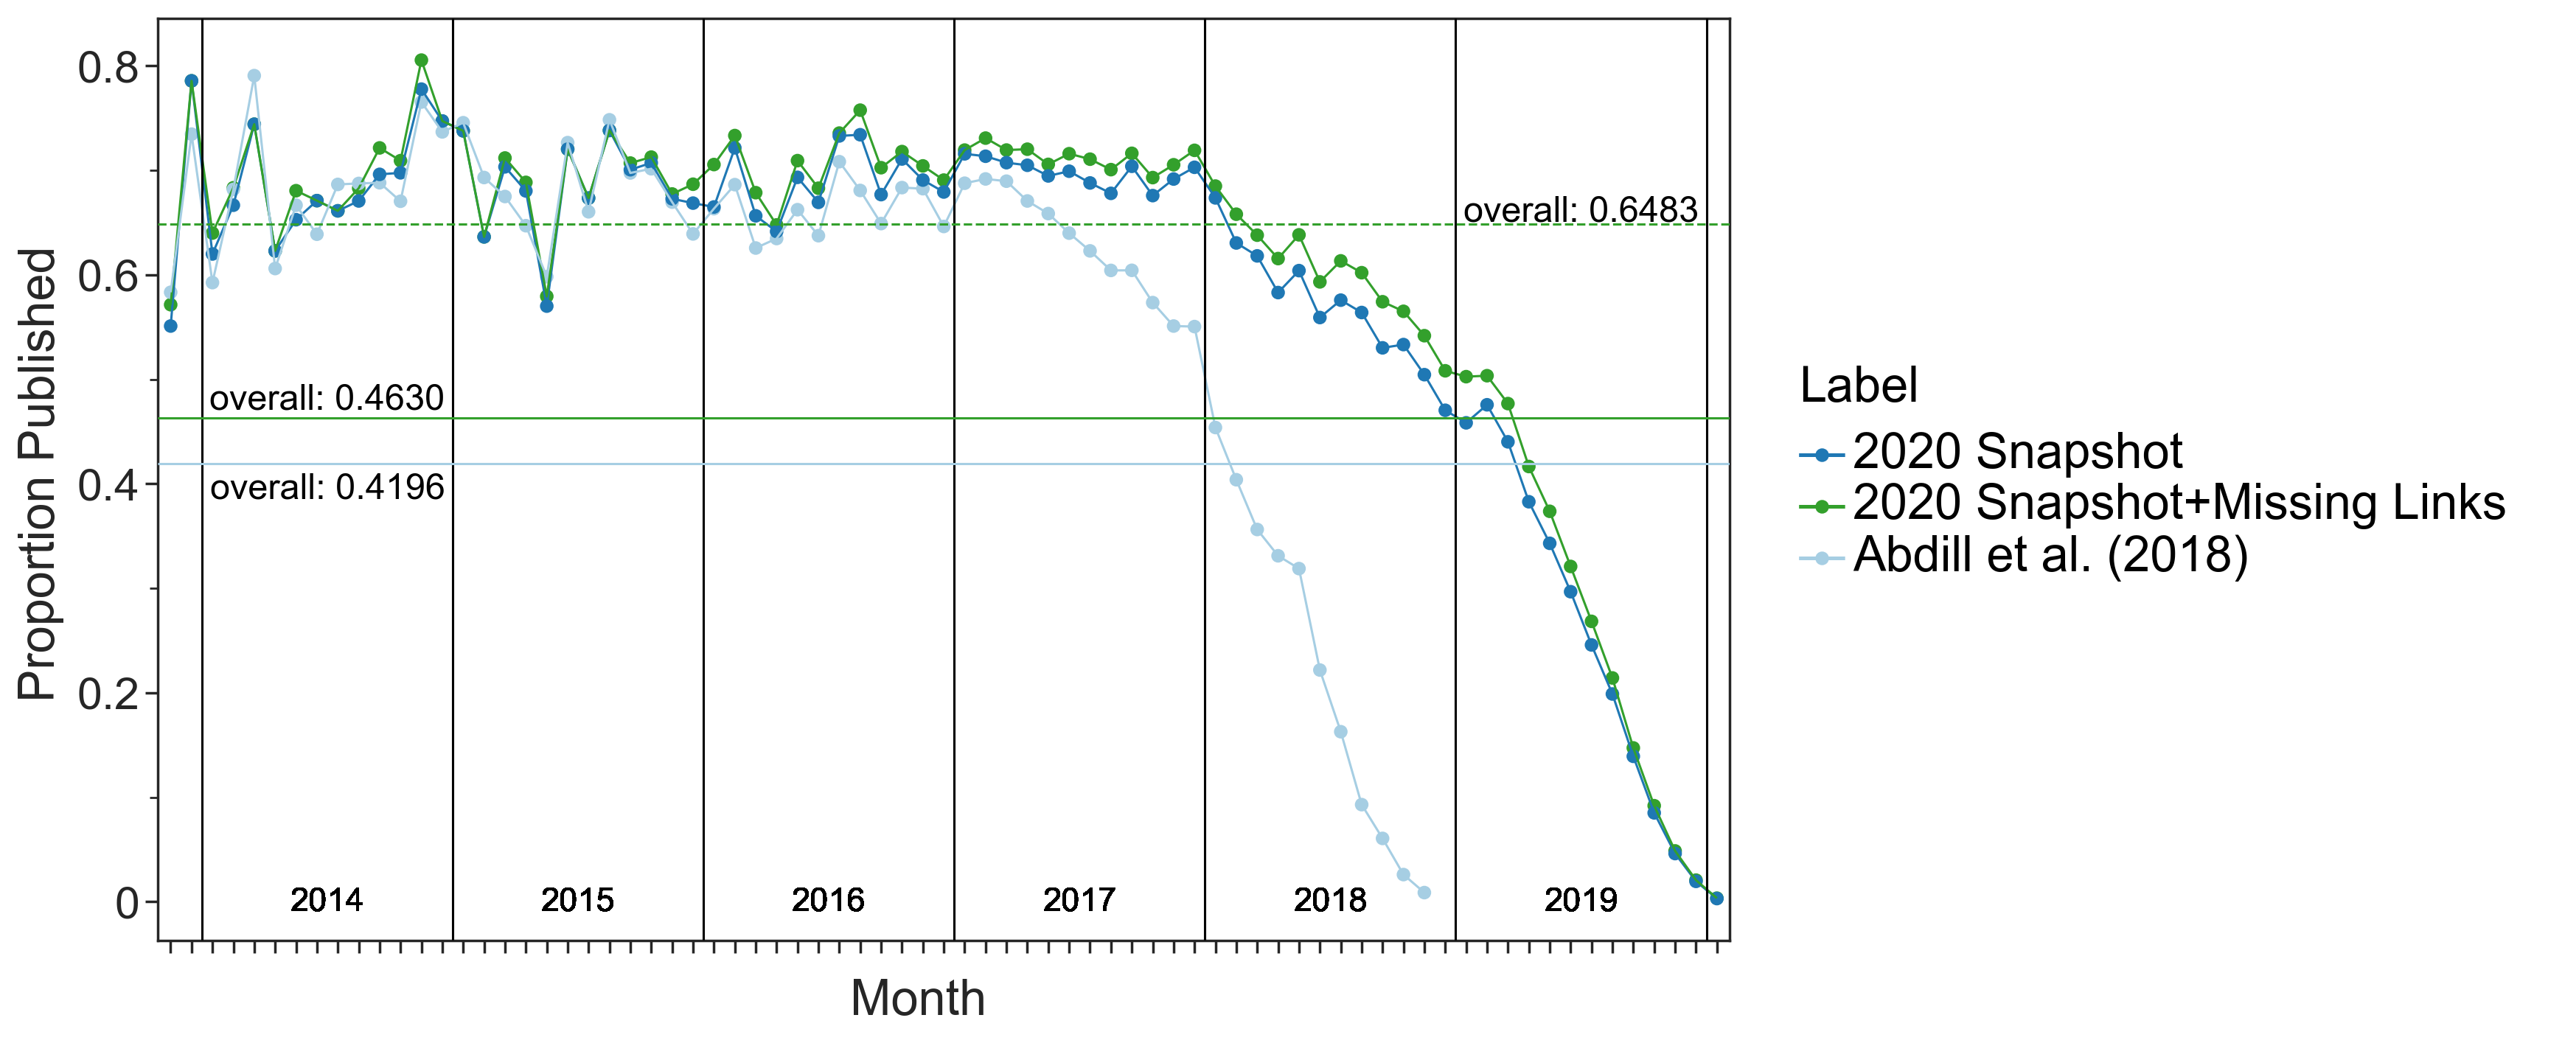 Proportion Published
0.8
0.6
0.4
0.2
0
overall: 0.6483
overall: 0.4630
overall: 0.4196
2014
2015
2016
2017
2018
2019
Month
Label
2020 Snapshot
2020 Snapshot+Missing Links
Abdill et al. (2018)